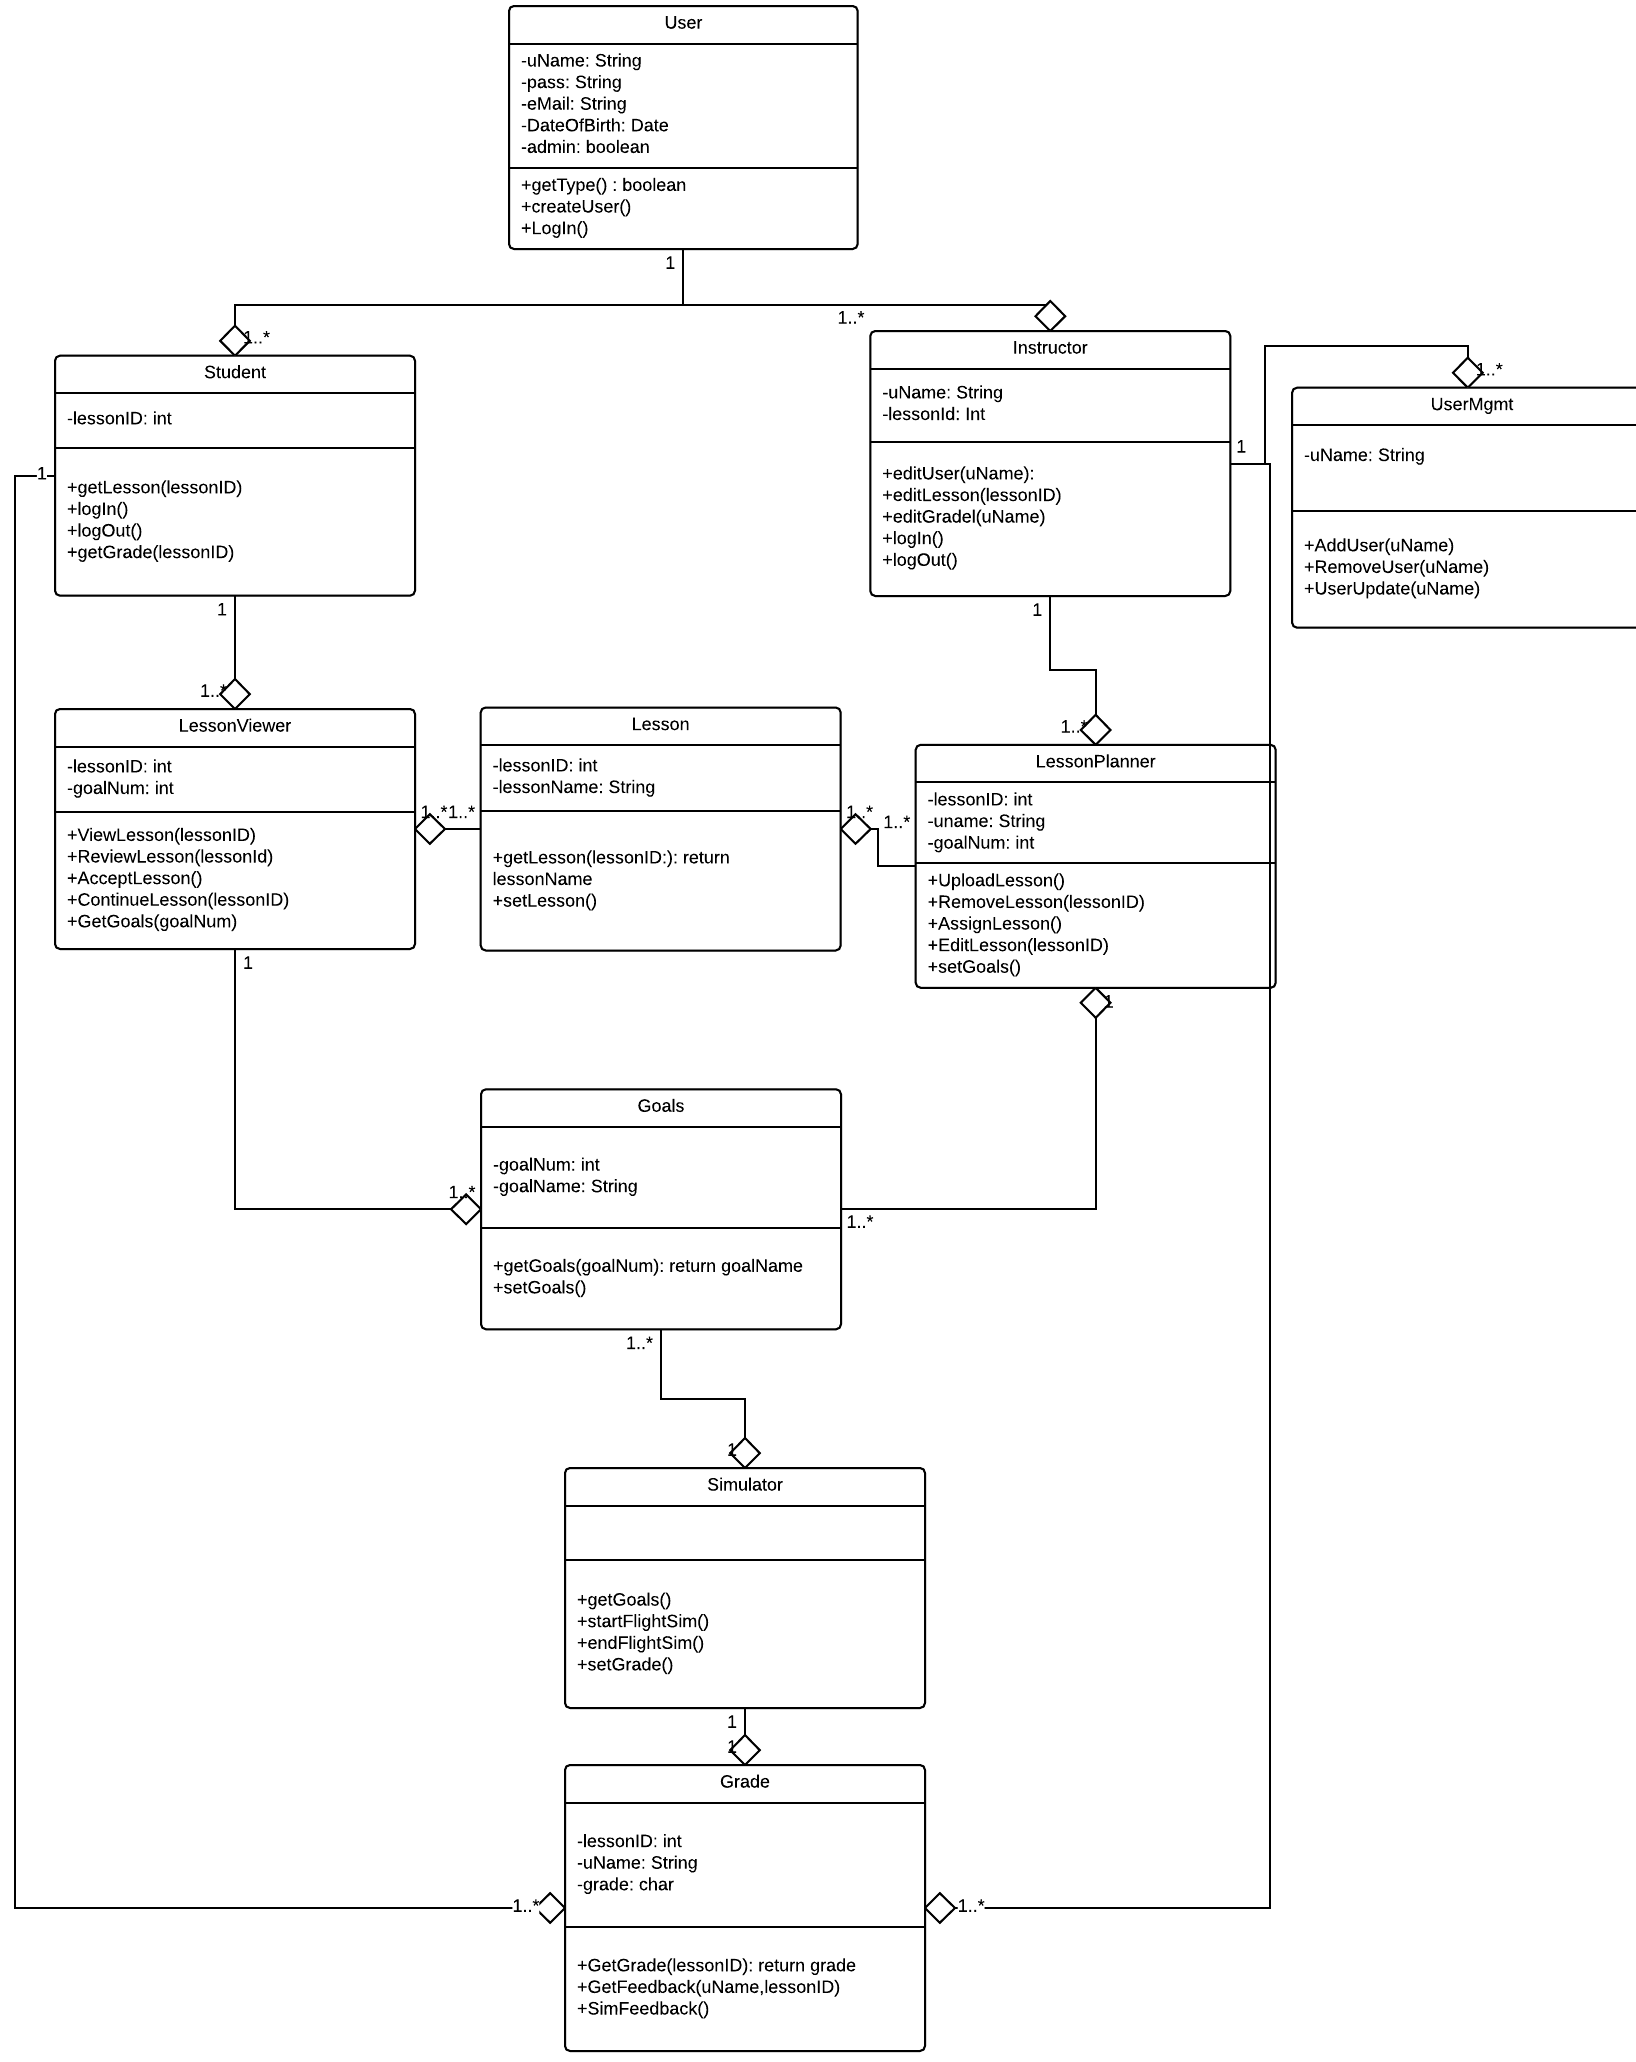 User
-uName: String
-pass: String
-eMail: String
-DateOfBirth: Date
-admin: boolean
+getType() : boolean
+createUser()
+LogIn()
1
1..*
1..*
Student
-lessonID: int
+getLesson(lessonID)
+logIn()
+logOut()
+getGrade(lessonID)
1
1
Instructor
-uName: String
-lessonId: Int
+editUser(uName):
+editLesson(lessonID)
+editGradel(uName)
+logIn()
+logOut()
1
1
1..*
UserMgmt
-uName: String
+AddUser(uName)
+RemoveUser(uName)
+UserUpdate(uName)
1..*
LessonViewer
-lessonID: int
-goalNum: int
+ViewLesson(lessonID)
+ReviewLesson(lessonId)
+AcceptLesson()
+ContinueLesson(lessonID)
+GetGoals(goalNum)
1
1..*
1..*
Lesson
-lessonID: int
-lessonName: String
+getLesson(lessonID:): return
lessonName
+setLesson()
1..*
1..*
1..*
LessonPlanner
-lessonID: int
-uname: String
-goalNum: int
+UploadLesson()
+RemoveLesson(lessonID)
+AssignLesson()
+EditLesson(lessonID)
+setGoals()
1
Goals
-goalNum: int
-goalName: String
+getGoals(goalNum): return goalName
+setGoals()
1..*
1..*
1..*
1
Simulator
+getGoals()
+startFlightSim()
+endFlightSim()
+setGrade()
1
1
Grade
-lessonID: int
-uName: String
-grade: char
+GetGrade(lessonID): return grade
+GetFeedback(uName,lessonID)
+SimFeedback()
1..*
1..*